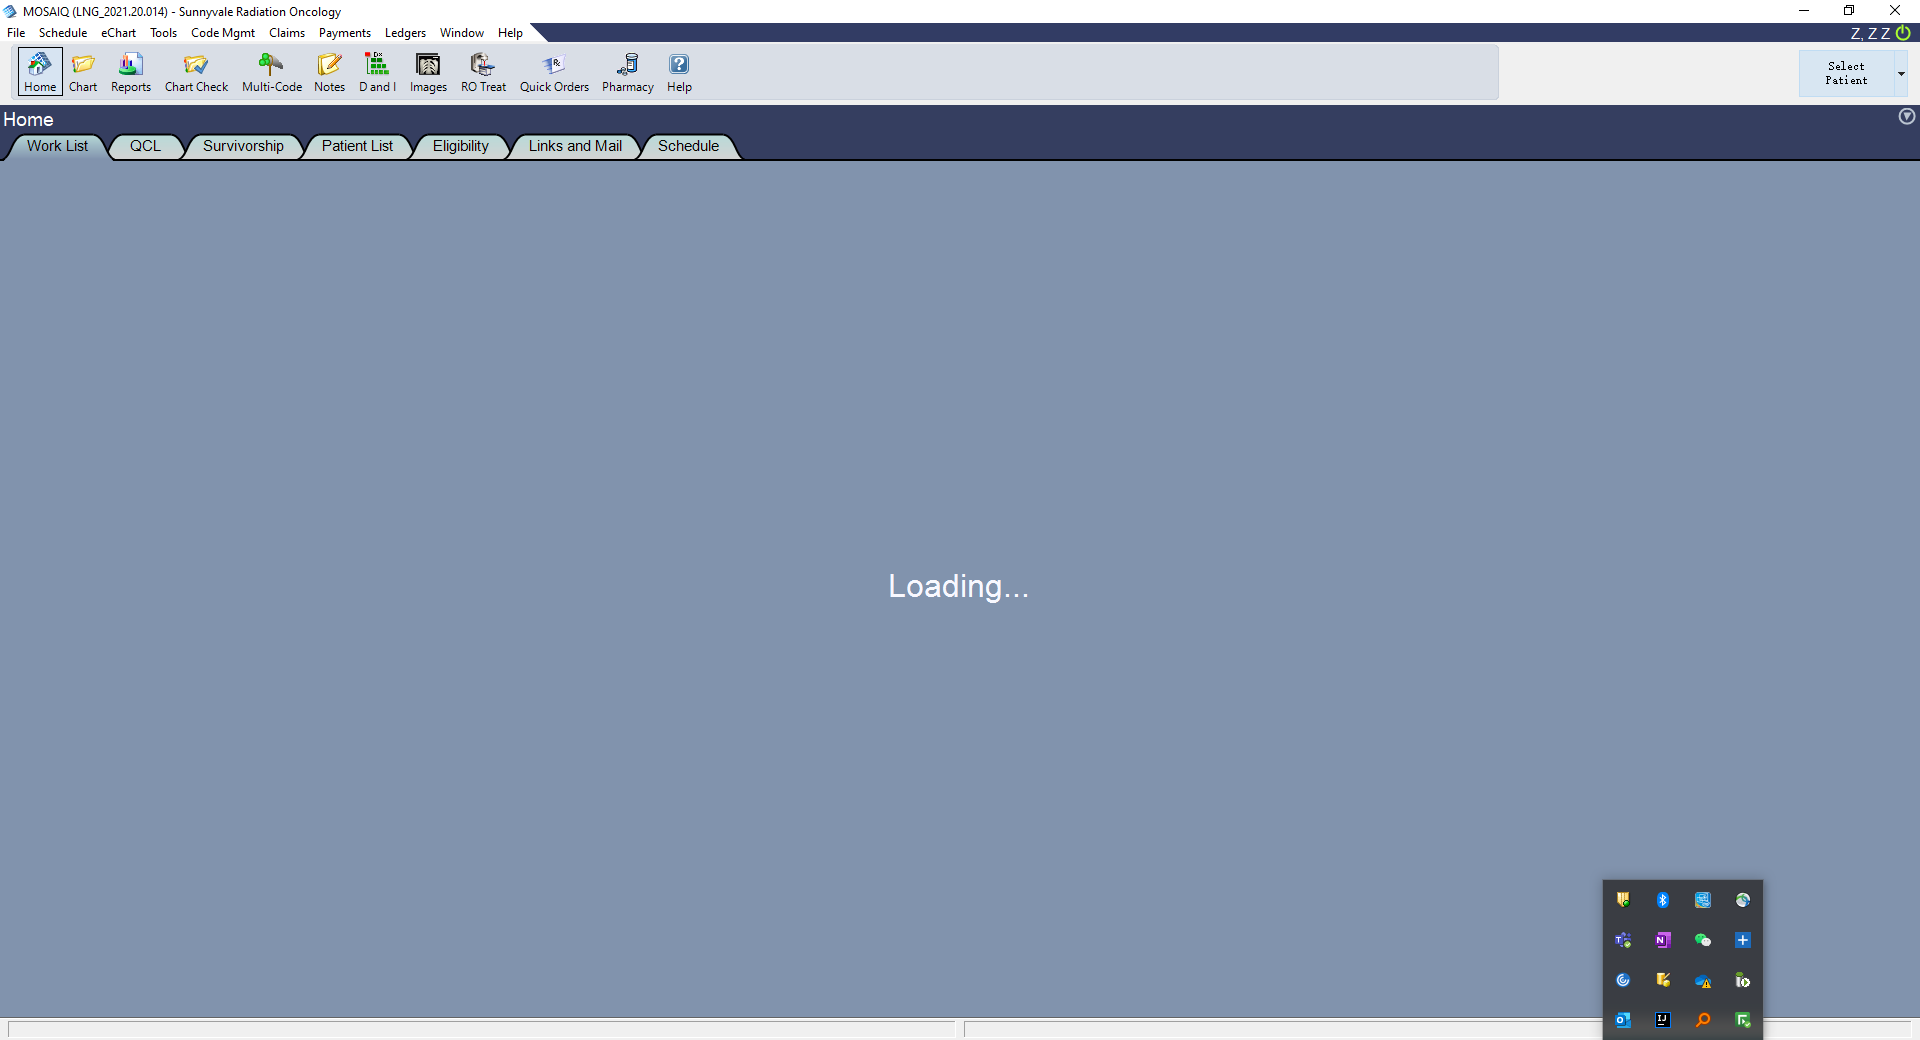 MOSAIQ (LNG_2021.20.014) - Sunnyvale Radiation Oncology
File Schedule eChart Tools Code Mgmt Claims Payments Ledgers Window Help
Z, Z Z
Home Chart Reports Chart Check Multi-Code Notes D and I Images RO Treat Quick Orders Pharmacy Help
Select
Patient
Home
Work List QCL Survivorship Patient List Eligibility Links and Mail Schedule
Loading...